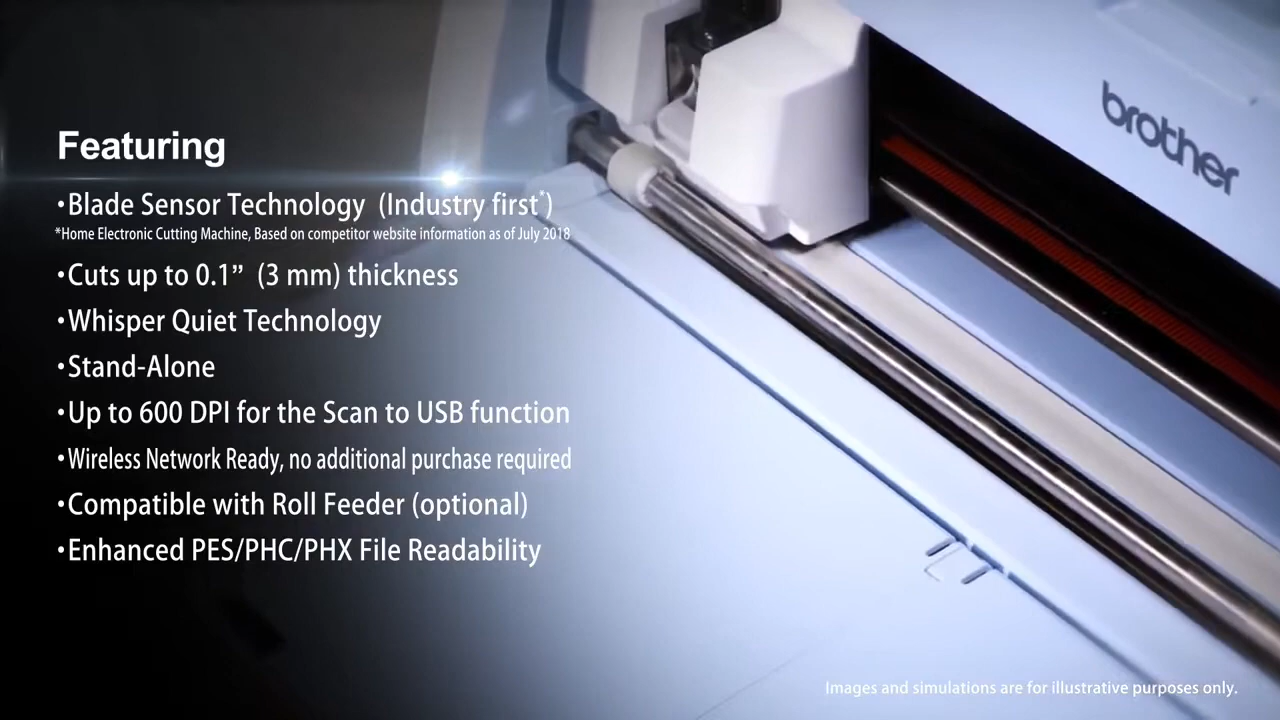 brother
Featuring
•Blade Sensor Technology (Industry first*)
*Home Electronic Cutting Machine, Based on competitor website information as of July 2018
•Cuts up to 0.1” (3 mm) thickness
•Whisper Quiet Technology
•Stand-Alone
•Up to 600 DPI for the Scan to USB function
•Wireless Network Ready, no additional purchase required
•Compatible with Roll Feeder (optional)
•Enhanced PES/PHC/PHX File Readability
Images and simulations are for illustrative purposes only.